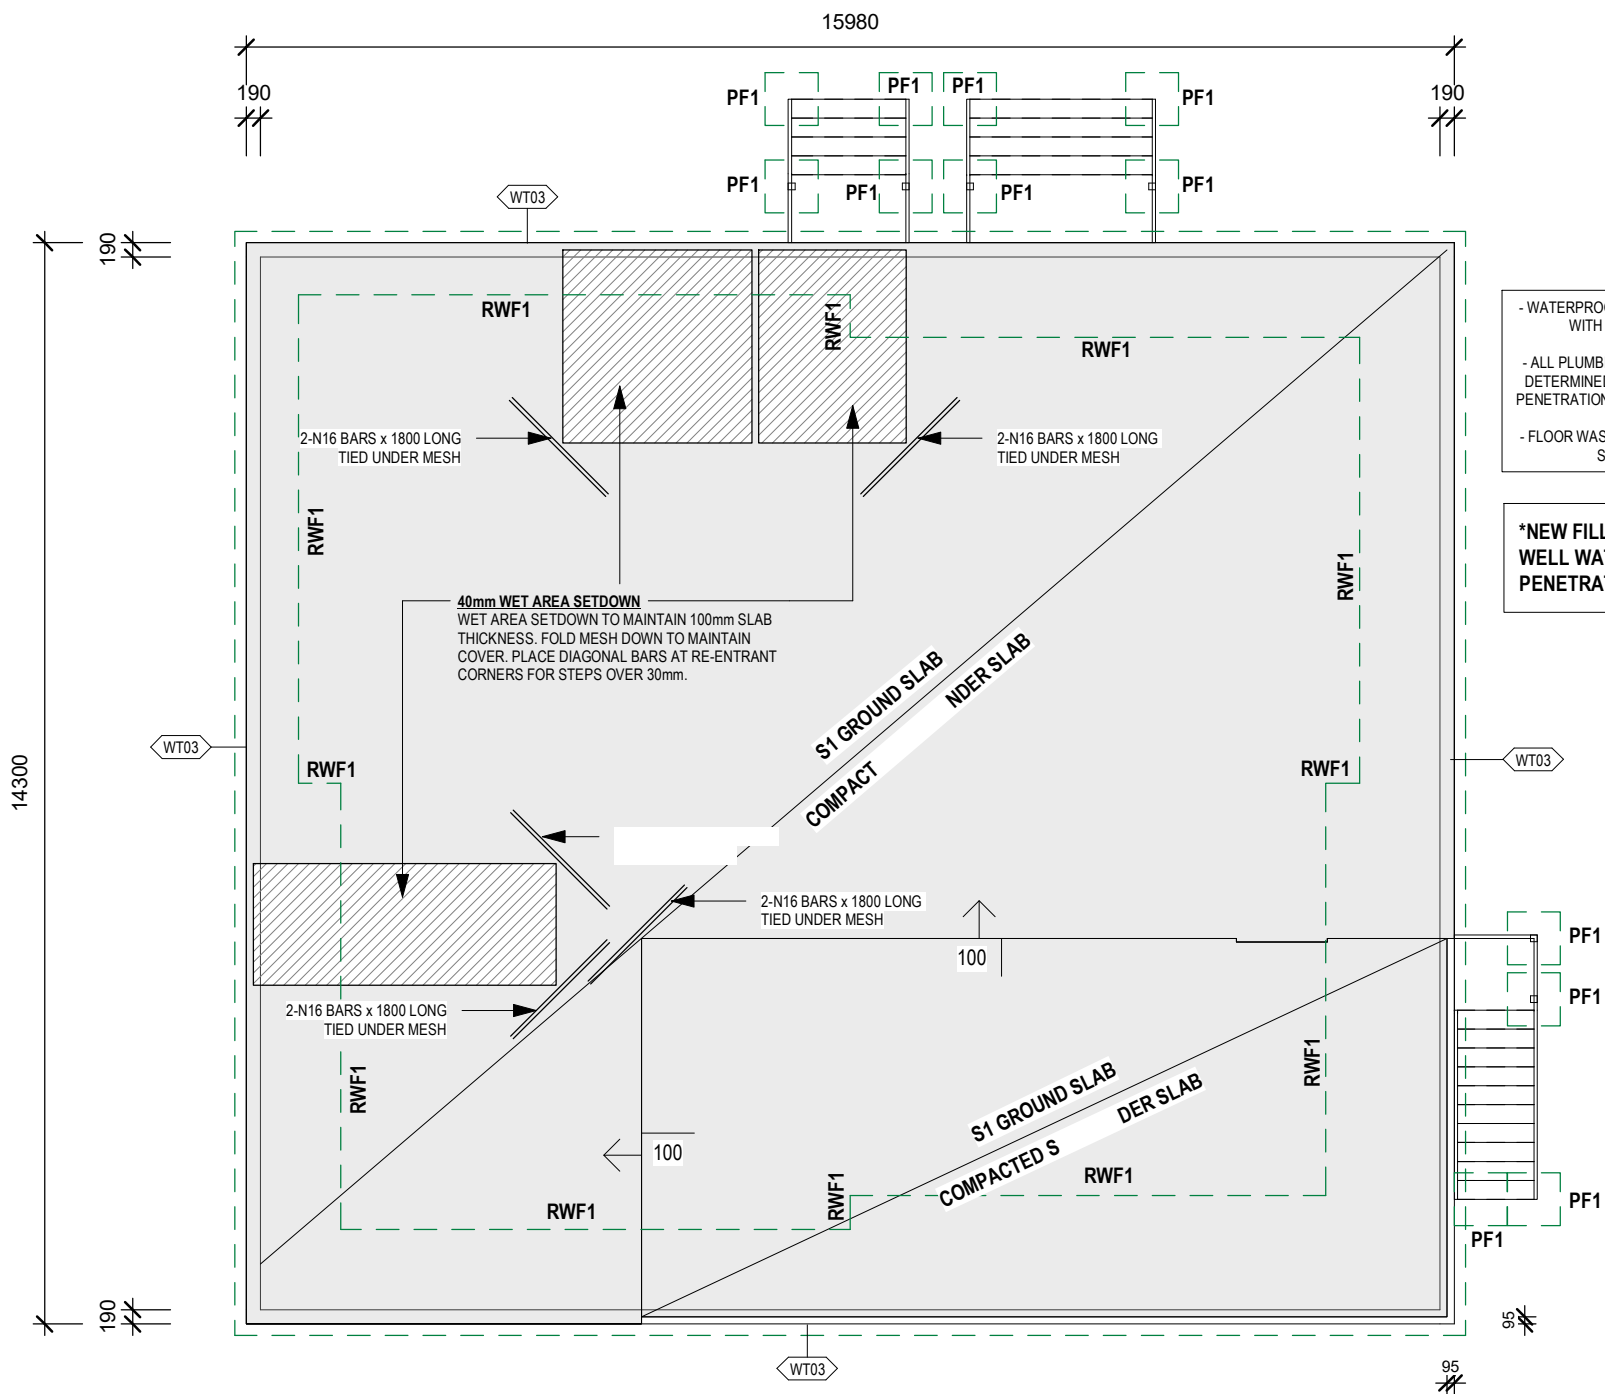 15980
190
190
PF1
PF1
PF1
PF1
PF1
PF1
PF1
PF1
WT03
190
RWF1
RWF1
RWF1
- WATERPROO
WITH
- ALL PLUMB
DETERMINE
PENETRATION
- FLOOR WAS
S
2-N16 BARS x 1800 LONG
TIED UNDER MESH
2-N16 BARS x 1800 LONG
TIED UNDER MESH
*NEW FILL
WELL WAT
PENETRAT
RWF1
RWF1
40mm WET AREA SETDOWN
WET AREA SETDOWN TO MAINTAIN 100mm SLAB
THICKNESS. FOLD MESH DOWN TO MAINTAIN
COVER. PLACE DIAGONAL BARS AT RE-ENTRANT
CORNERS FOR STEPS OVER 30mm.
S1 GROUND SLAB
COMPACT NDER SLAB
WT03
WT03
14300
RWF1
RWF1
2-N16 BARS x 1800 LONG
TIED UNDER MESH
100
PF1
PF1
2-N16 BARS x 1800 LONG
TIED UNDER MESH
RWF1
RWF1
S1 GROUND SLAB
COMPACTED S DER SLAB
100
RWF1
RWF1
RWF1
PF1
PF1
190
95
WT03
95